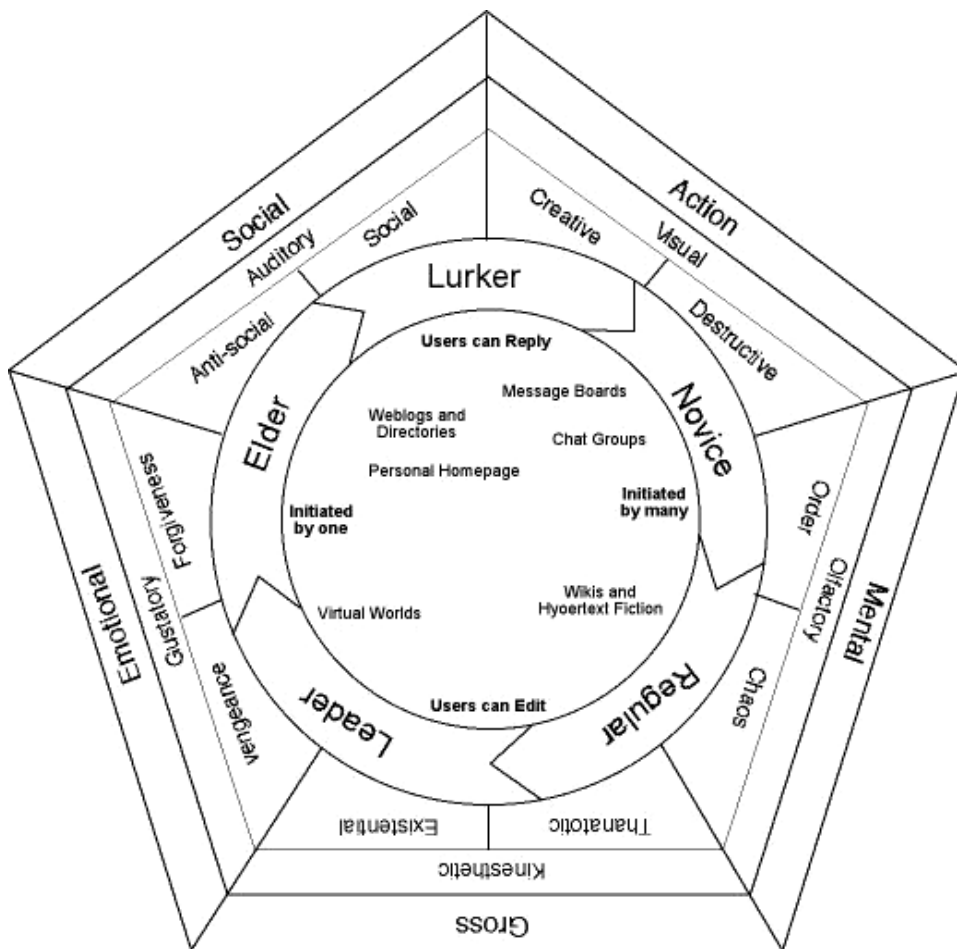 Social
Action
Auditory
Visual
Social
Creative
Anti-social
Destructive
Lurker
Elder
Novice
Users can Reply
Message Boards
Weblogs and
Directories
Chat Groups
Personal Homepage
Initiated
by one
Initiated
by many
Virtual Worlds
Wikis and
Hyoertext Fiction
Users can Edit
Forgiveness
Order
Gustatory
Olfactory
Emotional
Mental
vengeance
Chaos
Leader
Regular
Existential
Thanatotic
Kinesthetic
Gross